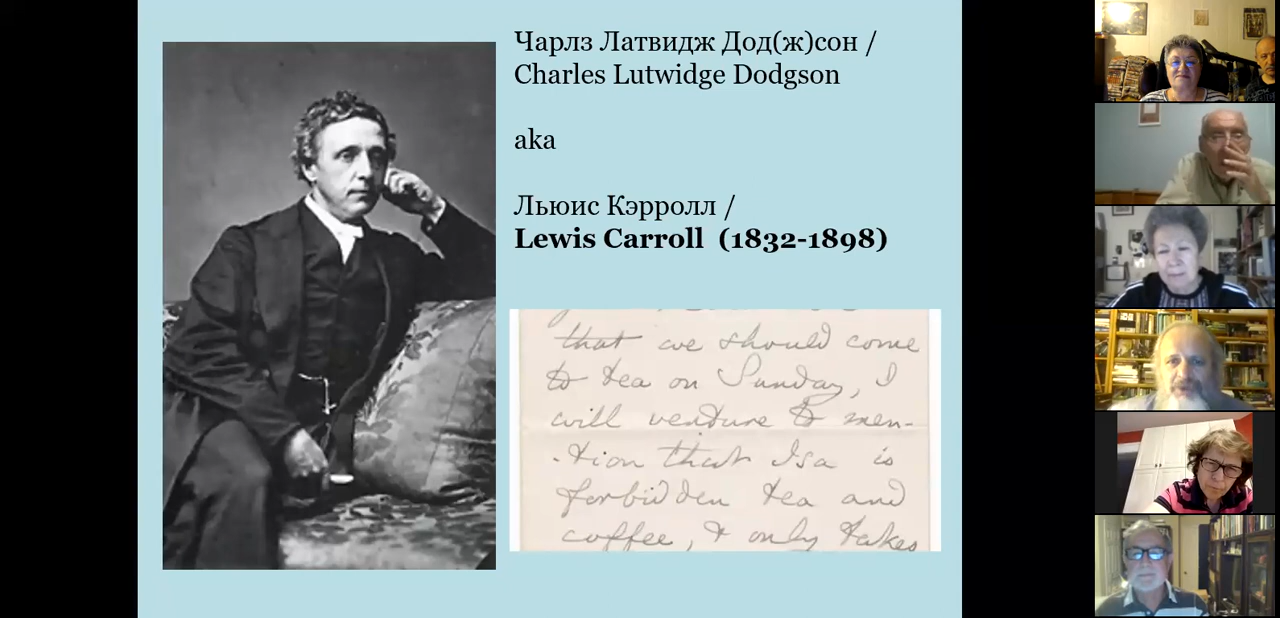 Чарлз Латвидж Дод(ж)сон /
Charles Lutwidge Dodgson
aka
Льюис Кэрролл /
Lewis Carroll (1832-1898)
that we should come
to tea on Sunday, I
will venture to men-
-tion that Isa is
forbidden tea and
coffee, & only takes